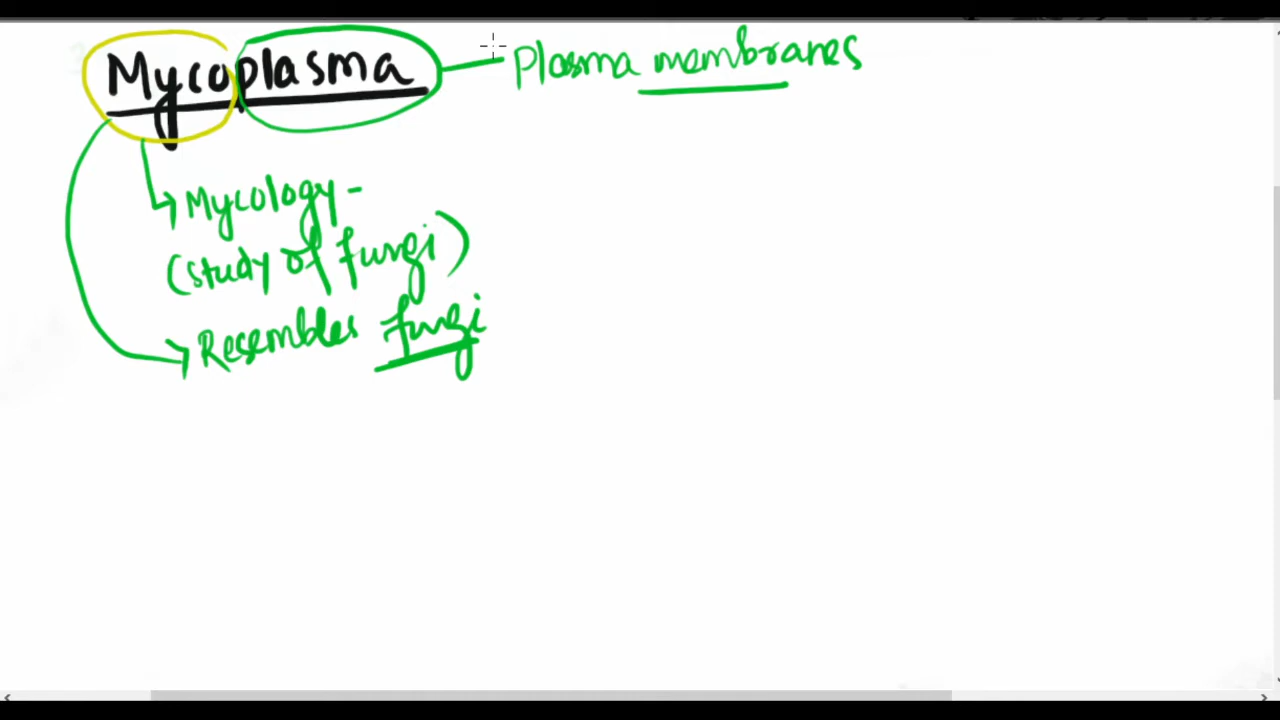 Mycoplasma
Plasma membranes
Mycology -
(study of fungi)
Resembles fungi